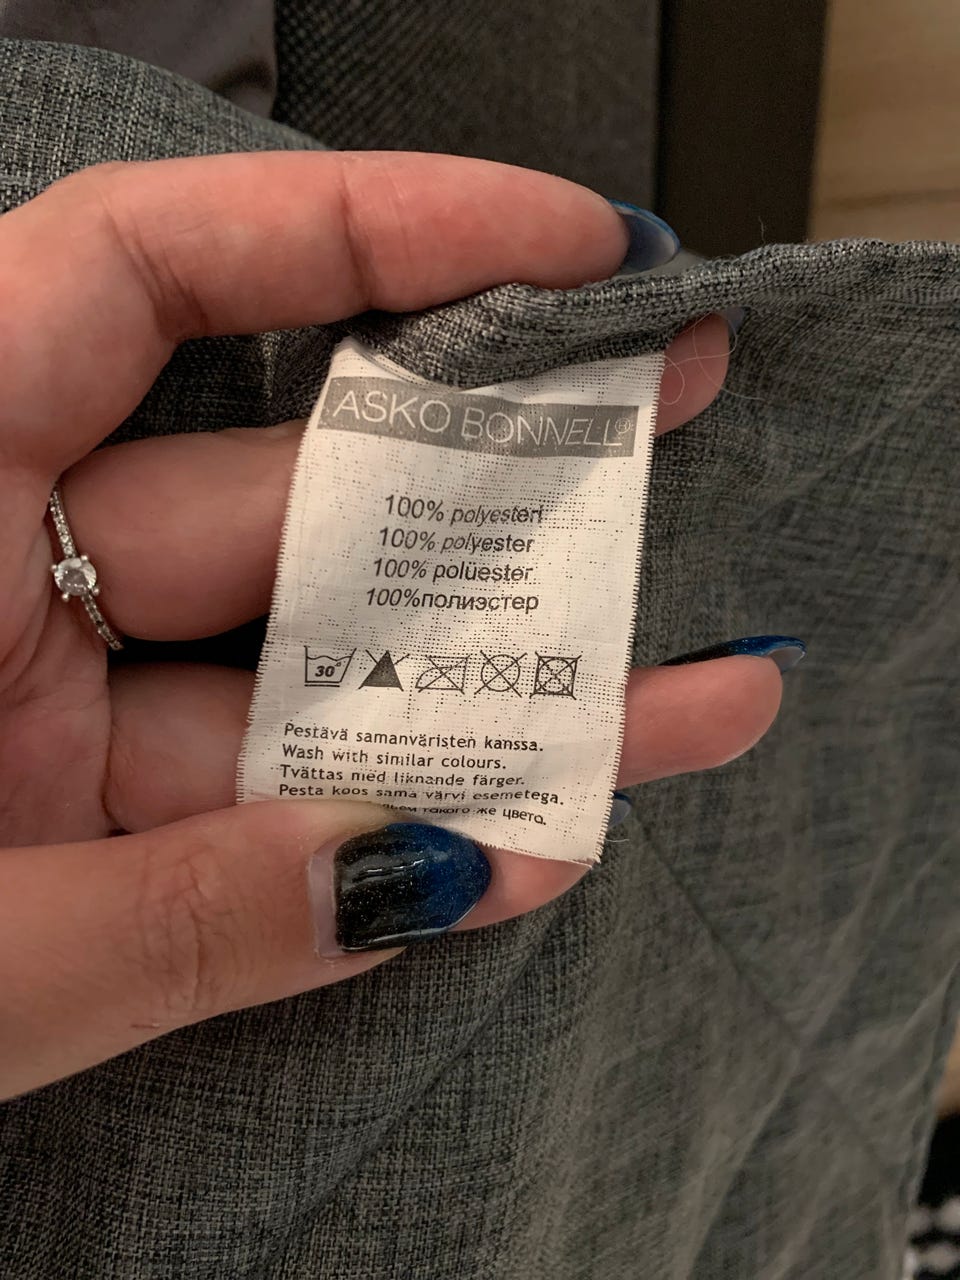 ASKO BONNELL
100% polyesteri
100% polyester
100% polüester
100%полиэстер
30°
Pestävä samanväristen kanssa.
Wash with similar colours.
Tvättas med liknande färger.
Pesta koos sama värvi esemetega.
такого же цвета.